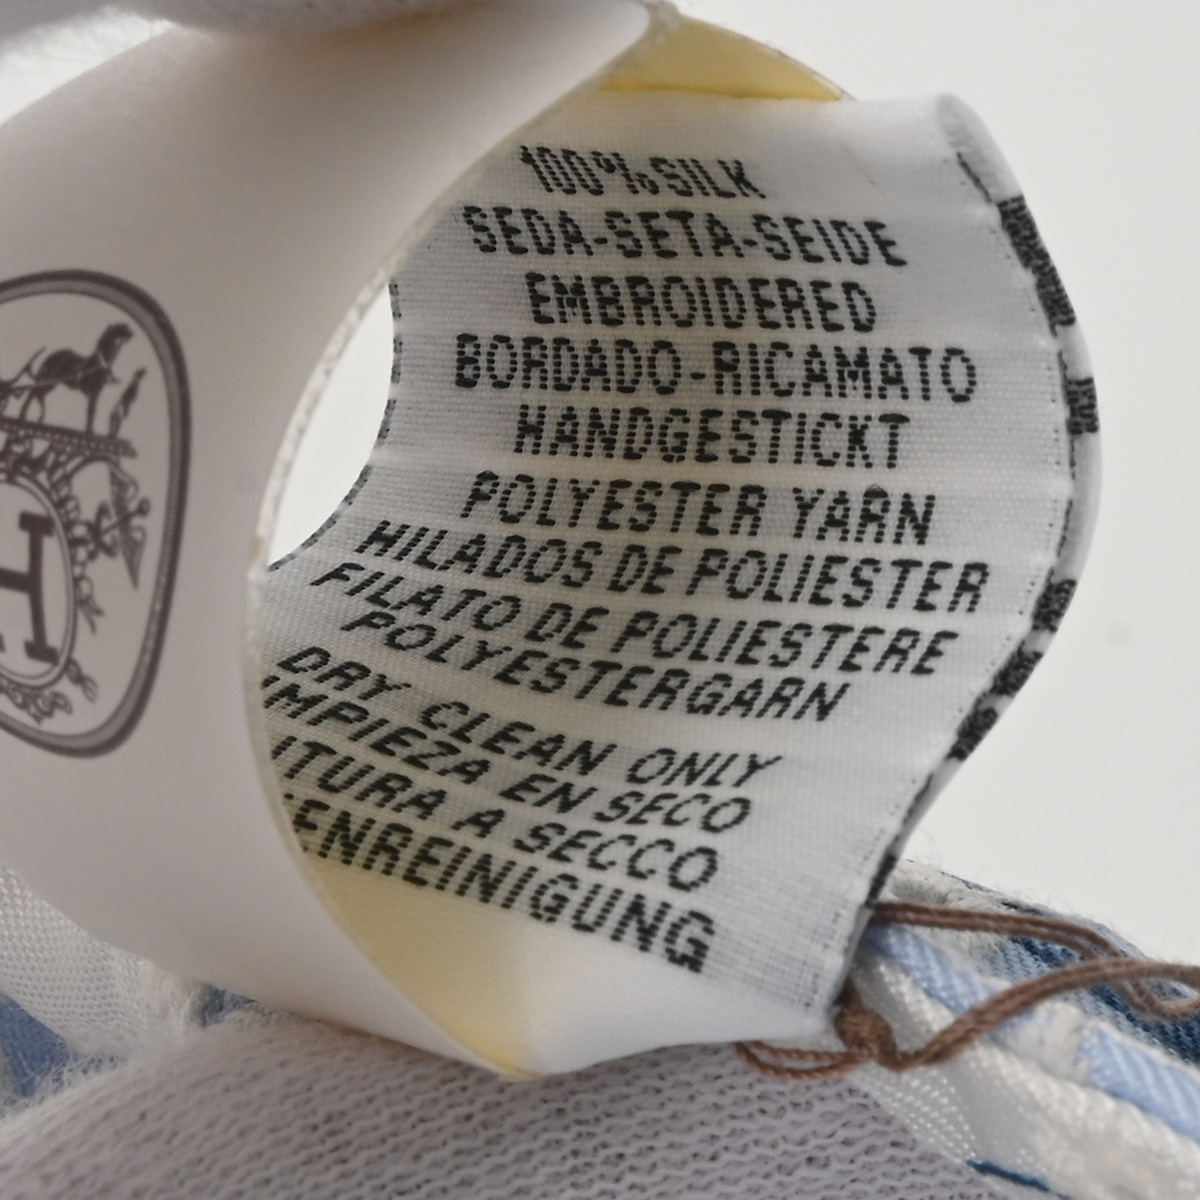 100% SILK
SEDA-SETA-SEIDE
EMBROIDERED
BORDADO-RICAMATO
HANDGESTICKT
POLYESTER YARN
HILADOS DE POLIESTER
FILATO DE POLIESTERE
POLYESTERGARN
DRY CLEAN ONLY
IMPIEZA EN SECO
ITURA A SECCO
ENREINIGUNG
H